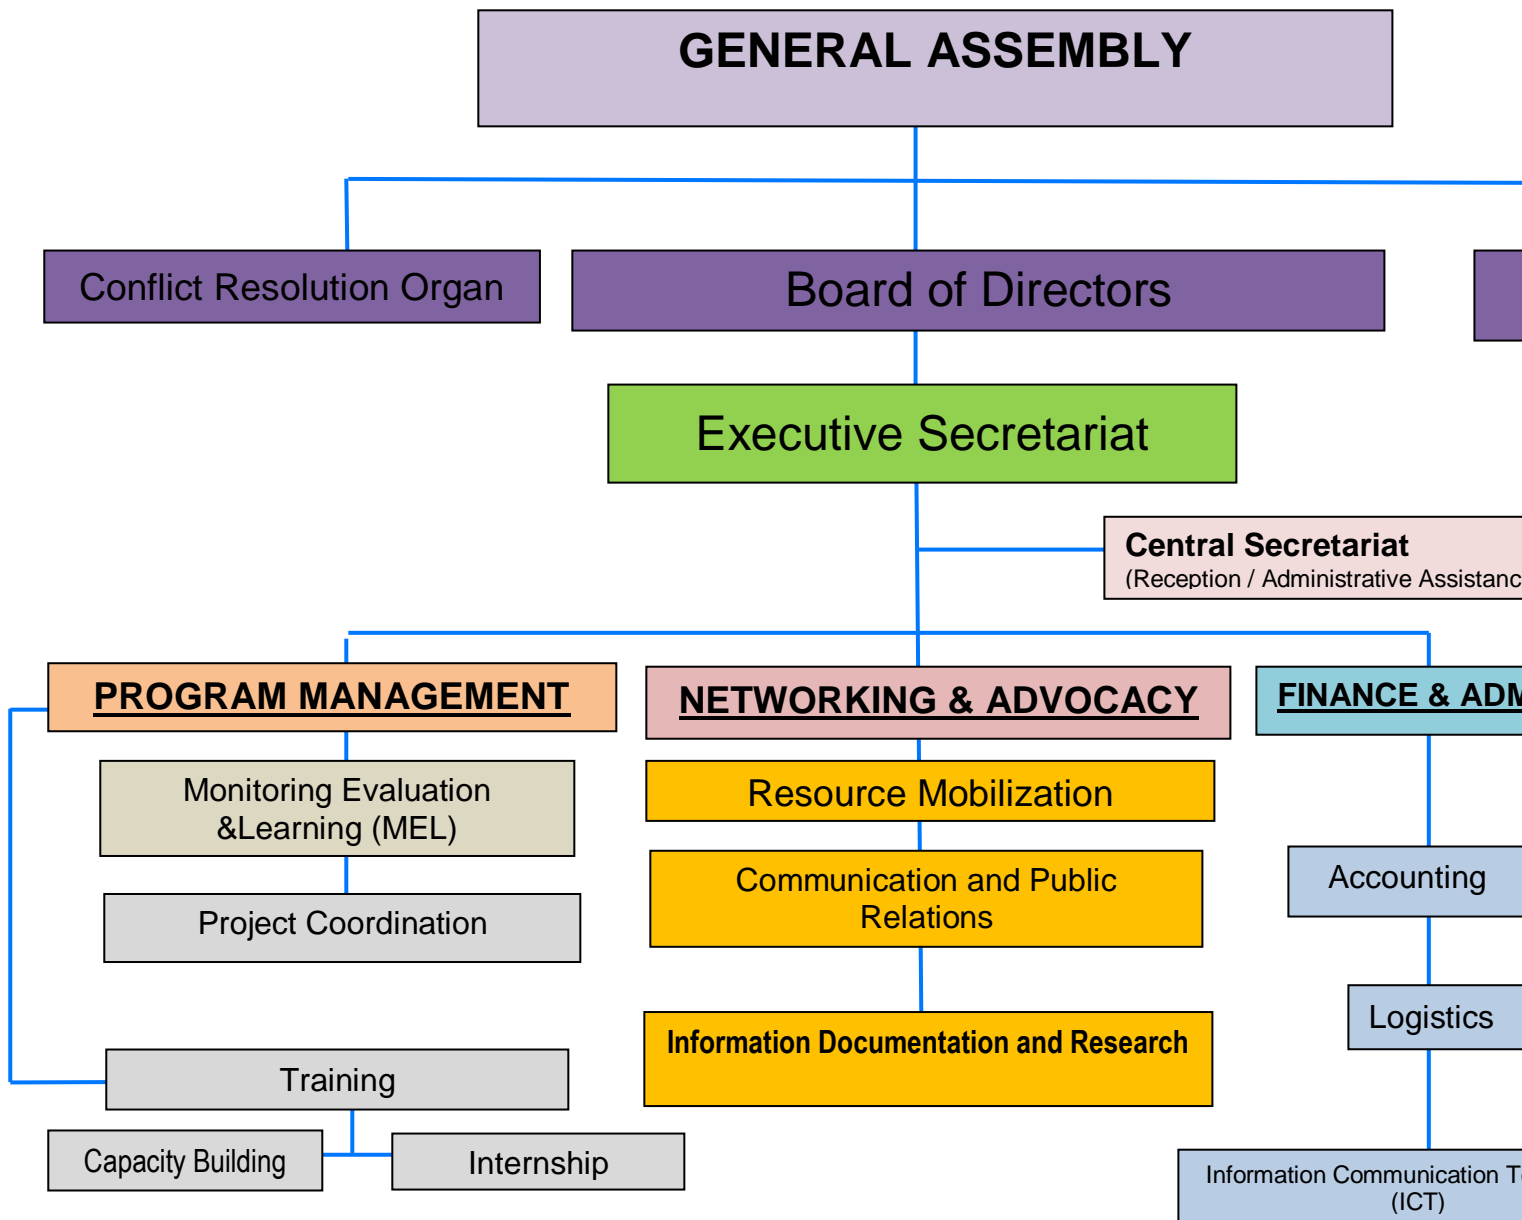 GENERAL ASSEMBLY
Conflict Resolution Organ
Board of Directors
Executive Secretariat
Central Secretariat
(Reception / Administrative
PROGRAM MANAGEMENT
NETWORKING & ADVOCACY
FINANCE &
Monitoring Evaluation
&Learning (MEL)
Resource Mobilization
Project Coordination
Communication and Public
Relations
Accounting
Logistics
Information Documentation and Research
Training
Capacity Building
Internship
Information Communication
(ICT)